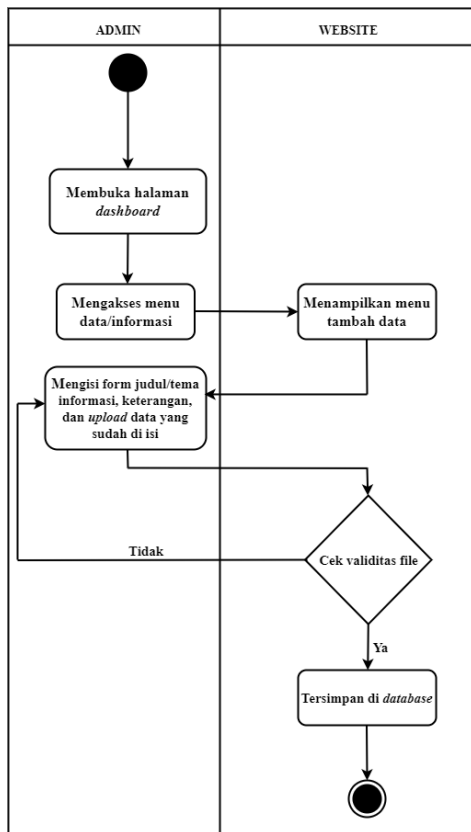 ADMIN
WEBSITE
Membuka halaman
dashboard
Mengakses menu
data/informasi
Menampilkan menu
tambah data
Mengisi form judul/tema
informasi, keterangan,
dan upload data yang
sudah di isi
Tidak
Cek validitas file
Ya
Tersimpan di database